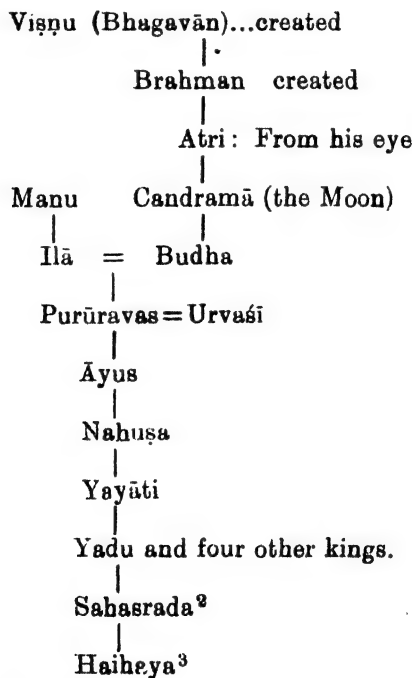 Viṣṇu (Bhagavān)...created
Brahman created
Atri: From his eye
Manu Candramā (the Moon)
Ilā = Budha
Purūravas=Urvaśī
Āyus
Nahuṣa
Yayāti
Yadu and four other kings.
Sahasrada²
Haiheya³